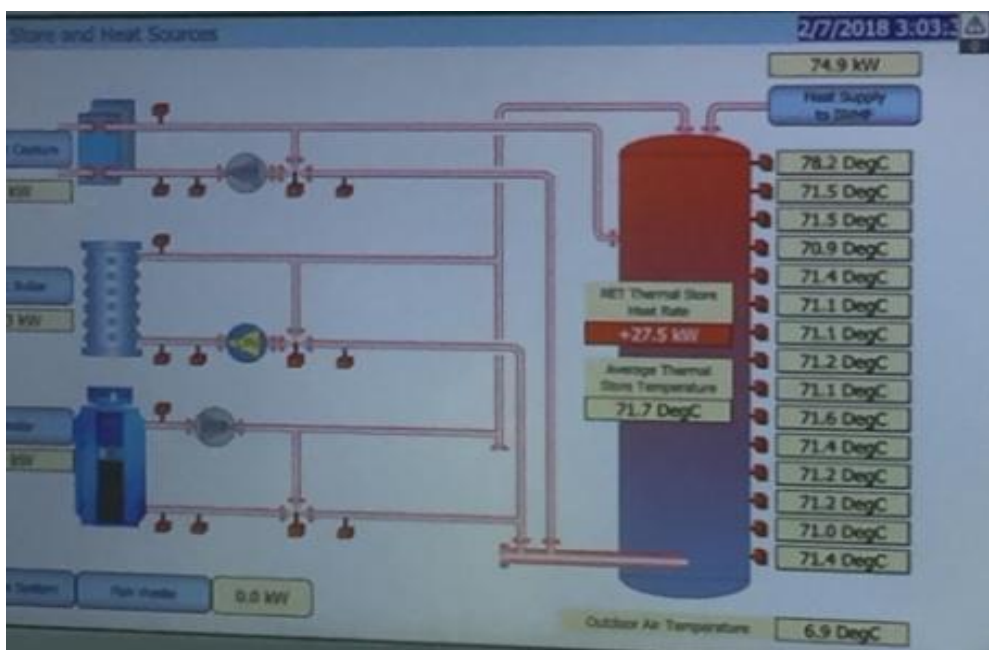 Store and Heat Sources
2/7/2018 3:03:3
74.9 kW
Heat Supply
to
Capture
kW
Boiler
kW
kW
NET Thermal Store
Heat Rate
+27.5 kW
Average Thermal
Store Temperature
71.7 DegC
78.2 DegC
71.5 DegC
71.5 DegC
70.9 DegC
71.4 DegC
71.1 DegC
71.1 DegC
71.2 DegC
71.1 DegC
71.6 DegC
71.4 DegC
71.2 DegC
71.2 DegC
71.0 DegC
71.4 DegC
0.0 kW
Outdoor Air Temperature
6.9 DegC